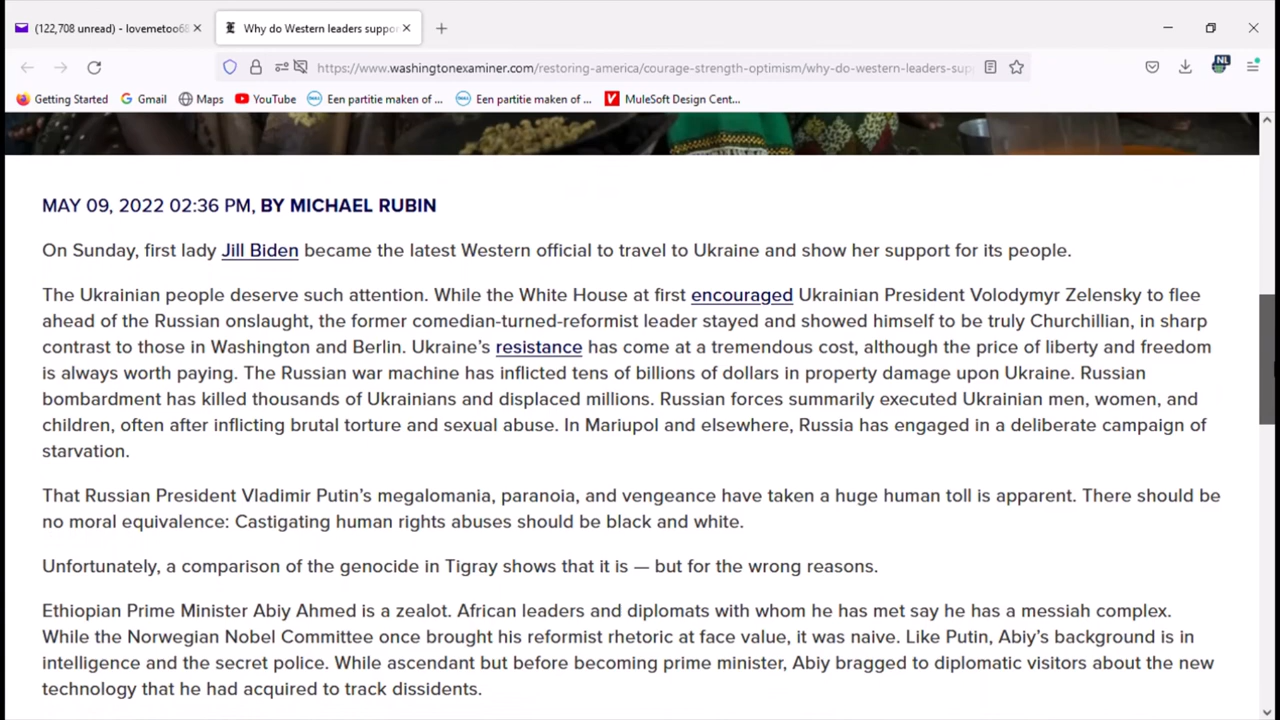 (122,708 unread) - lovemetoo68
Why do Western leaders suppo
https://www.washingtonexaminer.com/restoring-america/courage-strength-optimism/why-do-western-leaders-sup
NL
Getting Started
Gmail
Maps
YouTube
Een partitie maken of ...
Een partitie maken of ...
MuleSoft Design Cent...
MAY 09, 2022 02:36 PM, BY MICHAEL RUBIN
On Sunday, first lady Jill Biden became the latest Western official to travel to Ukraine and show her support for its people.
The Ukrainian people deserve such attention. While the White House at first encouraged Ukrainian President Volodymyr Zelensky to flee
ahead of the Russian onslaught, the former comedian-turned-reformist leader stayed and showed himself to be truly Churchillian, in sharp
contrast to those in Washington and Berlin. Ukraine's resistance has come at a tremendous cost, although the price of liberty and freedom
is always worth paying. The Russian war machine has inflicted tens of billions of dollars in property damage upon Ukraine. Russian
bombardment has killed thousands of Ukrainians and displaced millions. Russian forces summarily executed Ukrainian men, women, and
children, often after inflicting brutal torture and sexual abuse. In Mariupol and elsewhere, Russia has engaged in a deliberate campaign of
starvation.
That Russian President Vladimir Putin's megalomania, paranoia, and vengeance have taken a huge human toll is apparent. There should be
no moral equivalence: Castigating human rights abuses should be black and white.
Unfortunately, a comparison of the genocide in Tigray shows that it is — but for the wrong reasons.
Ethiopian Prime Minister Abiy Ahmed is a zealot. African leaders and diplomats with whom he has met say he has a messiah complex.
While the Norwegian Nobel Committee once brought his reformist rhetoric at face value, it was naive. Like Putin, Abiy's background is in
intelligence and the secret police. While ascendant but before becoming prime minister, Abiy bragged to diplomatic visitors about the new
technology that he had acquired to track dissidents.